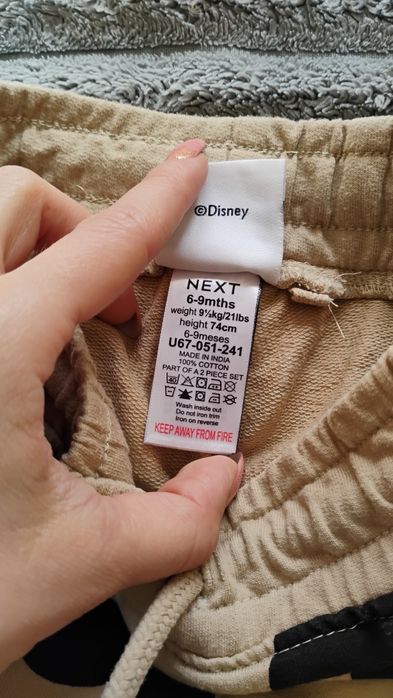 ©Disney
NEXT
6-9mths
weight 9½kg/21lbs
height 74cm
6-9meses
U67-051-241
MADE IN INDIA
100% COTTON
PART OF A 2 PIECE SET
40
Wash inside out
Do not iron trim
Iron on reverse
KEEP AWAY FROM FIRE